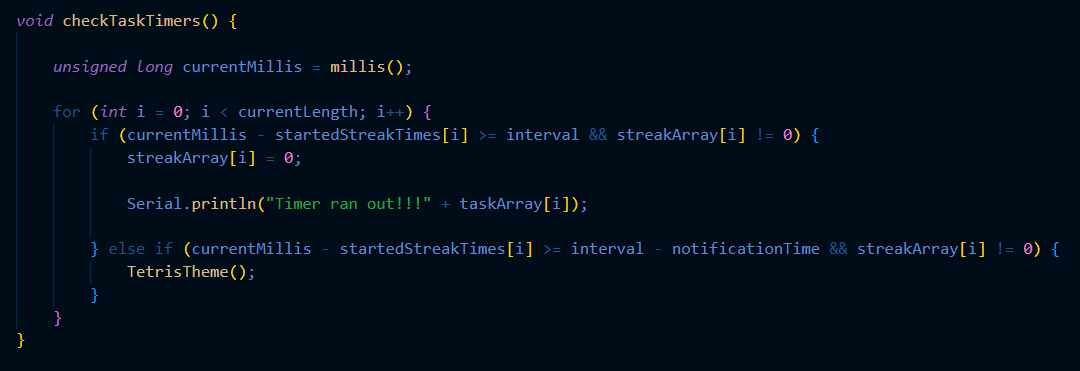 void checkTaskTimers() {
unsigned long currentMillis = millis();
for (int i = 0; i < currentLength; i++) {
if (currentMillis - startedStreakTimes[i] >= interval && streakArray[i] != 0) {
streakArray[i] = 0;
Serial.println("Timer ran out!!!" + taskArray[i]);
} else if (currentMillis - startedStreakTimes[i] >= interval - notificationTime && streakArray[i] != 0) {
TetrisTheme();
}
}
}